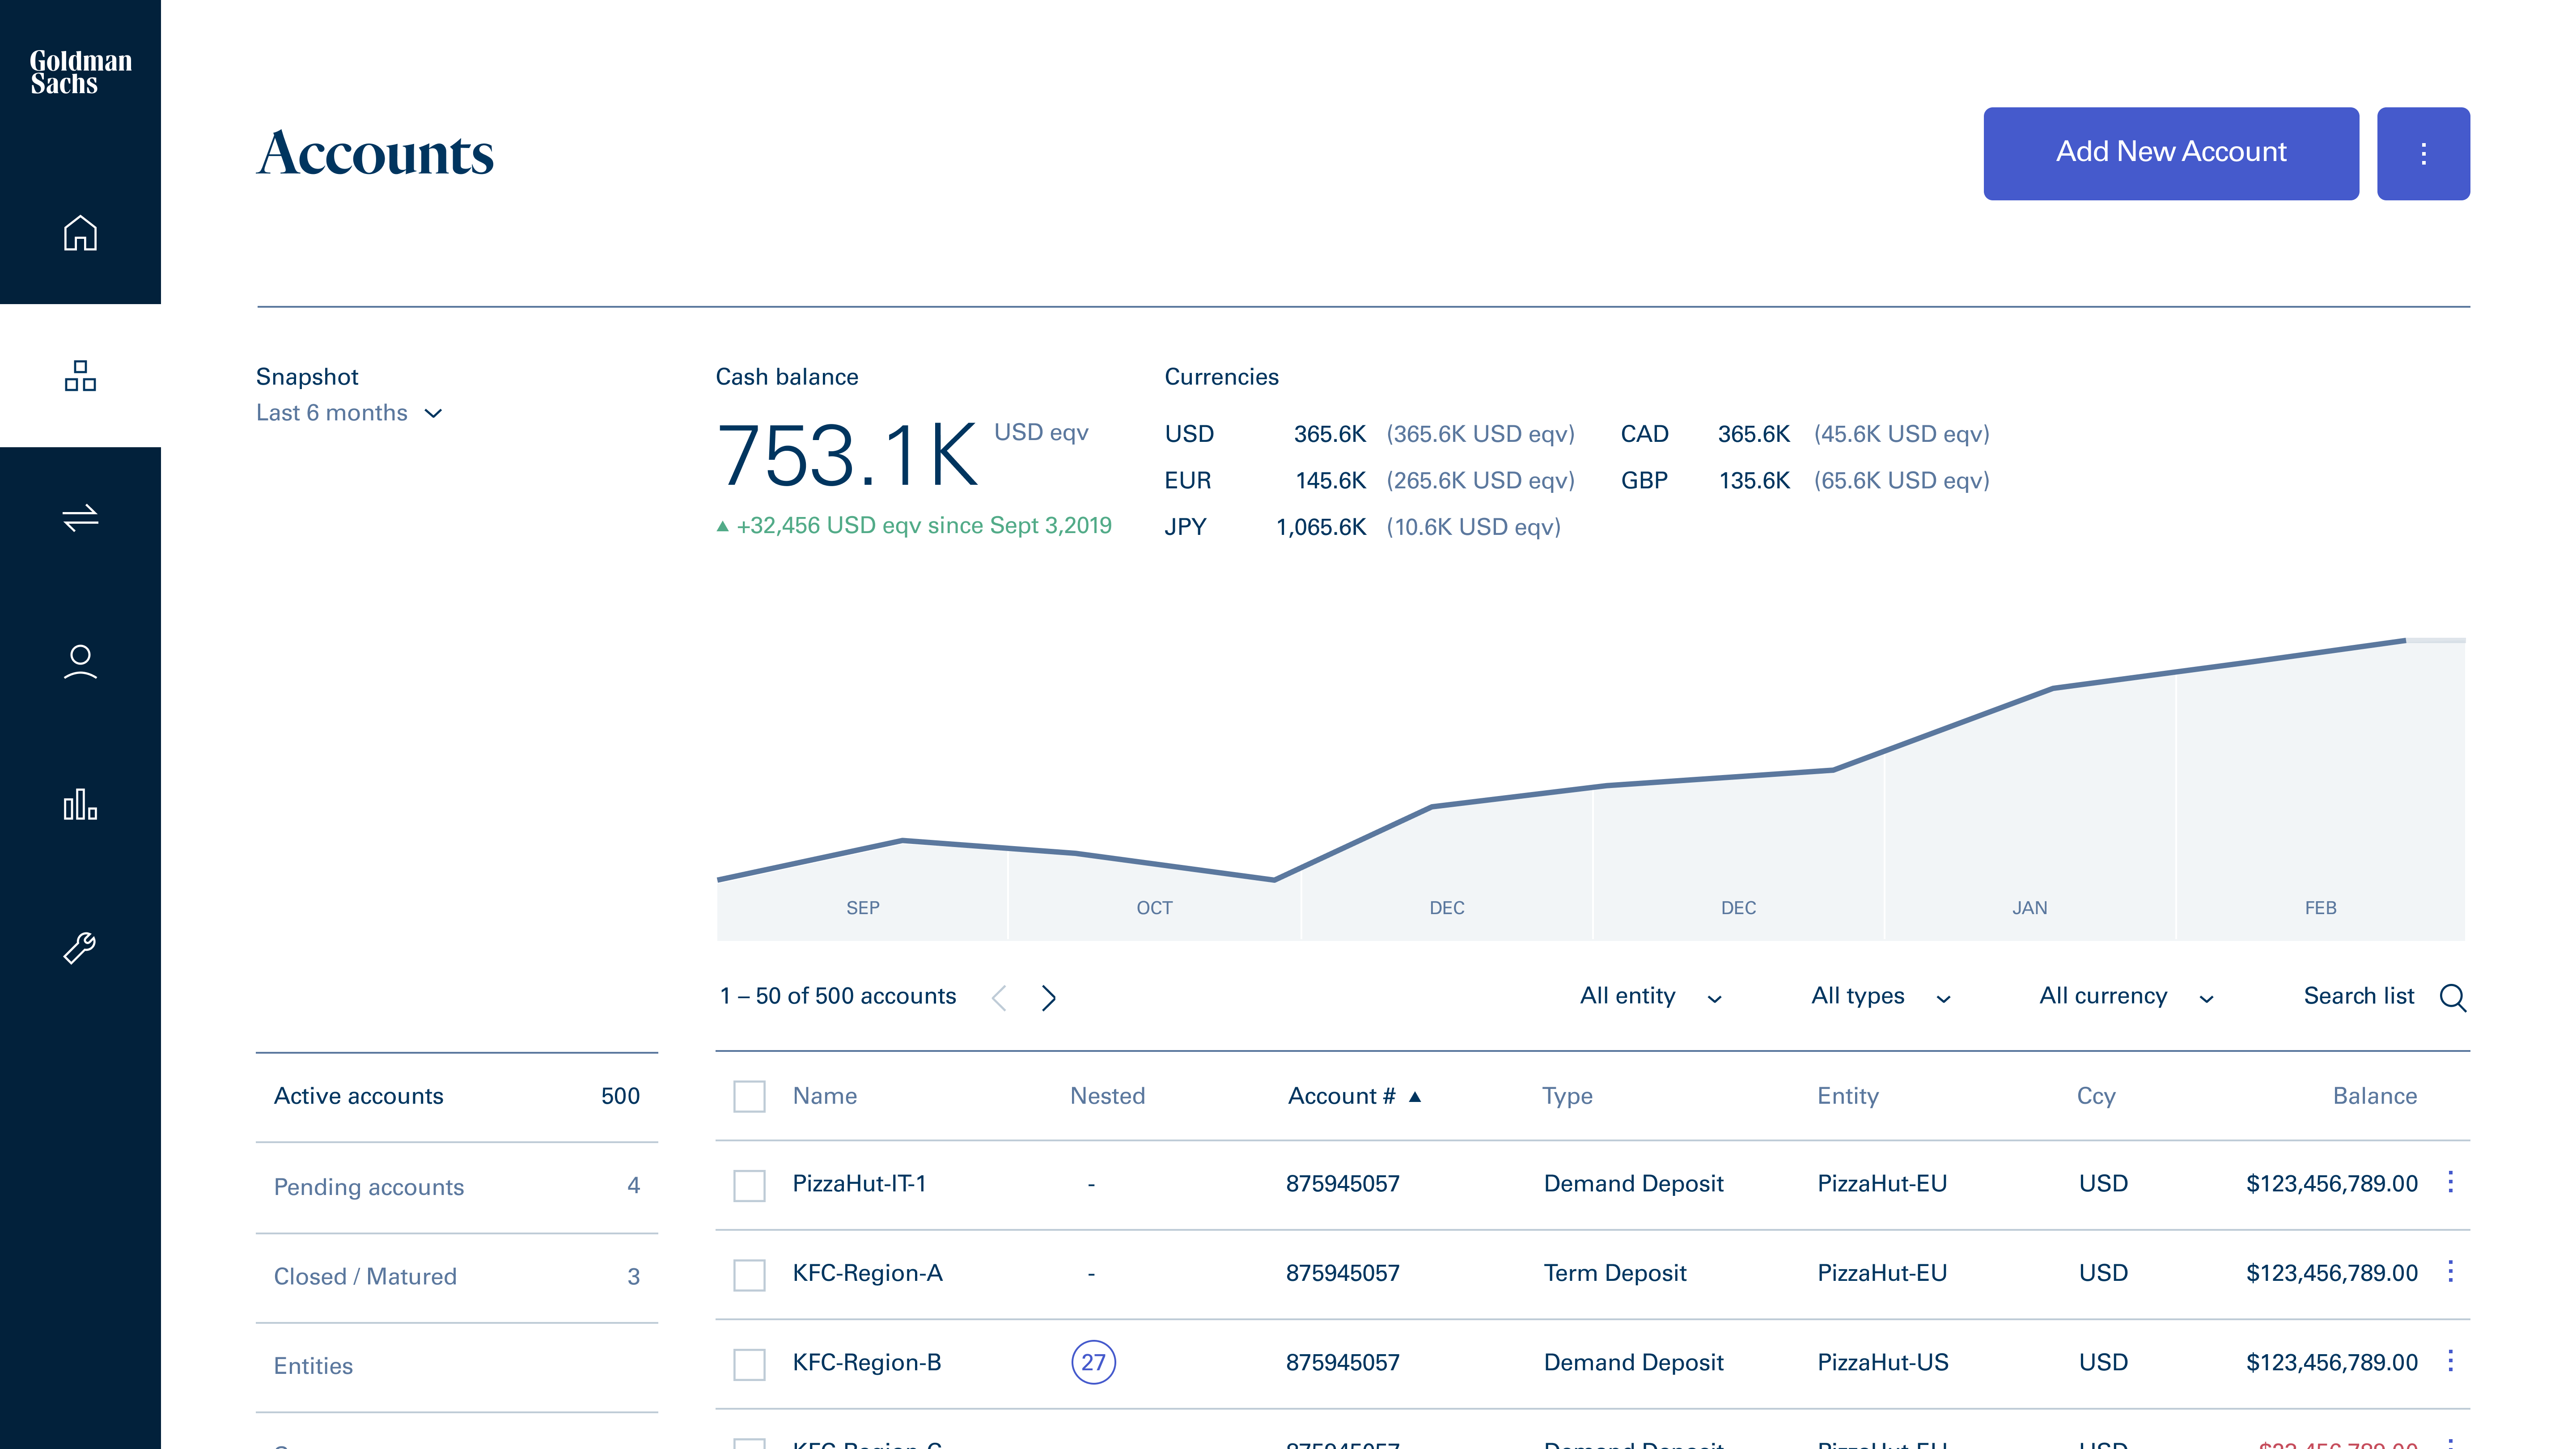 Goldman
Sachs
Accounts
Add New Account
Snapshot
Last 6 months
Cash balance
753.1K USD eqv
+32,456 USD eqv since Sept 3,2019
Currencies
USD 365.6K (365.6K USD eqv) CAD 365.6K (45.6K USD eqv)
EUR 145.6K (265.6K USD eqv) GBP 135.6K (65.6K USD eqv)
JPY 1,065.6K (10.6K USD eqv)
SEP OCT DEC DEC JAN FEB
1 – 50 of 500 accounts All entity All types All currency Search list
Active accounts 500
Pending accounts 4
Closed / Matured 3
Entities
Name Nested Account # Type Entity Ccy Balance
PizzaHut-IT-1 - 875945057 Demand Deposit PizzaHut-EU USD $123,456,789.00
KFC-Region-A - 875945057 Term Deposit PizzaHut-EU USD $123,456,789.00
KFC-Region-B 27 875945057 Demand Deposit PizzaHut-US USD $123,456,789.00